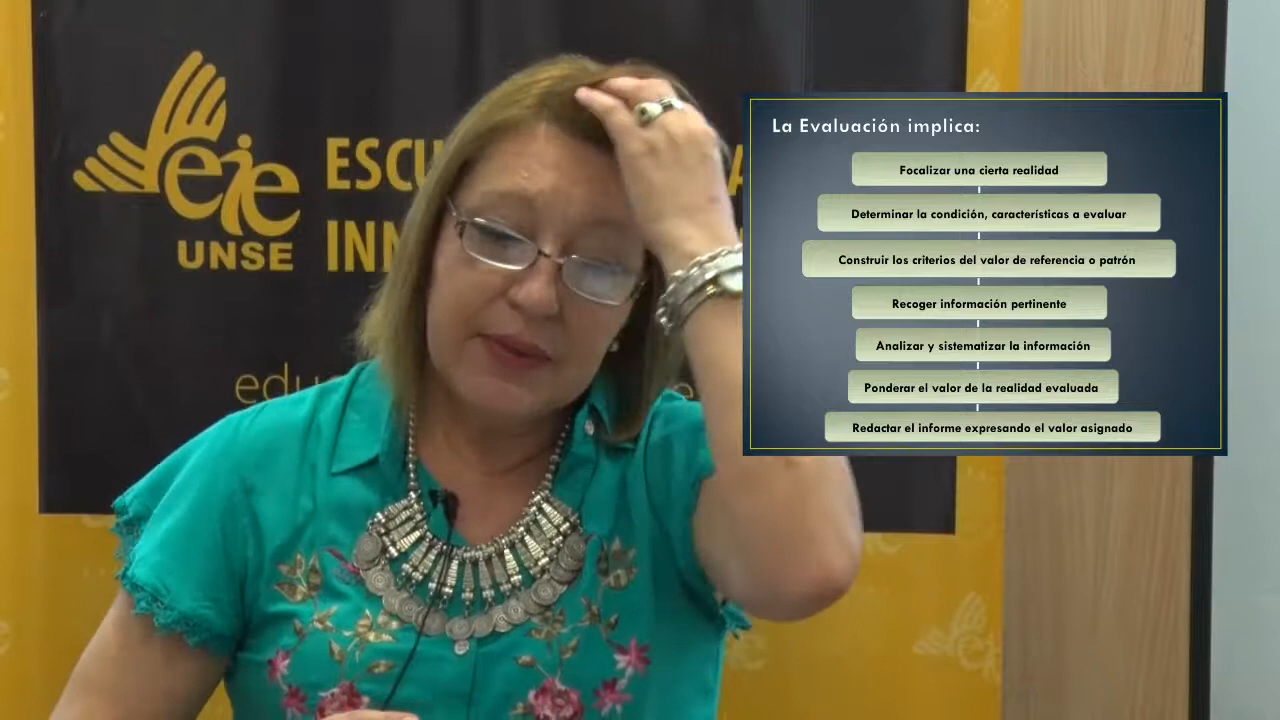 eie
UNSE
ESCU
INN
edu
La Evaluación implica:
Focalizar una cierta realidad
Determinar la condición, características a evaluar
Construir los criterios del valor de referencia o patrón
Recoger información pertinente
Analizar y sistematizar la información
Ponderar el valor de la realidad evaluada
Redactar el informe expresando el valor asignado